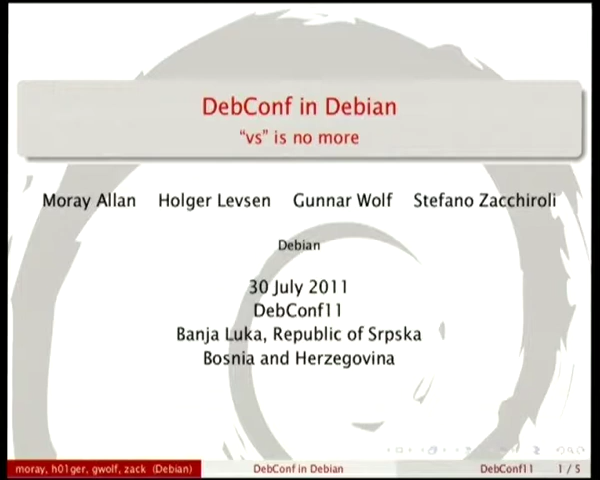 DebConf in Debian
“vs” is no more
Moray Allan Holger Levsen Gunnar Wolf Stefano Zacchiroli
Debian
30 July 2011
DebConf11
Banja Luka, Republic of Srpska
Bosnia and Herzegovina
moray, h01ger, gwolf, zack (Debian) DebConf in Debian DebConf11 1 / 5